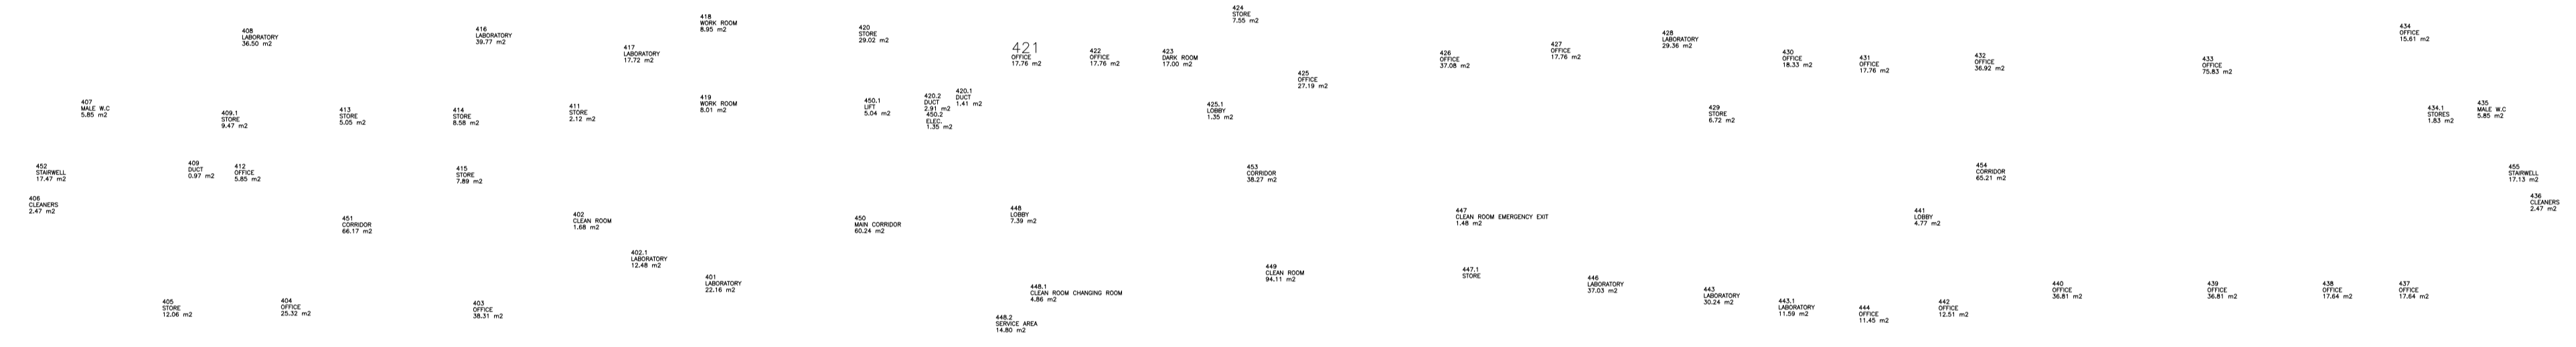 408
LABORATORY
36.50 m2
416
LABORATORY
39.77 m2
417
LABORATORY
17.72 m2
418
WORK ROOM
8.95 m2
420
STORE
29.02 m2
421
OFFICE
17.76 m2
422
OFFICE
17.76 m2
423
DARK ROOM
17.00 m2
424
STORE
7.55 m2
425
OFFICE
27.19 m2
426
OFFICE
37.08 m2
427
OFFICE
17.76 m2
428
LABORATORY
29.36 m2
430
OFFICE
18.33 m2
431
OFFICE
17.76 m2
432
OFFICE
36.92 m2
433
OFFICE
75.83 m2
434
OFFICE
15.61 m2
407
MALE W.C
5.85 m2
409.1
STORE
9.47 m2
413
STORE
5.05 m2
414
STORE
8.58 m2
411
STORE
2.12 m2
419
WORK ROOM
8.01 m2
450.1
LIFT
5.04 m2
420.2
DUCT
2.91 m2
450.2
ELEC.
1.35 m2
420.1
DUCT
1.41 m2
425.1
LOBBY
1.35 m2
429
STORE
6.72 m2
434.1
STORES
1.83 m2
435
MALE W.C
5.85 m2
452
STAIRWELL
17.47 m2
409
DUCT
0.97 m2
412
OFFICE
5.85 m2
415
STORE
7.89 m2
453
CORRIDOR
38.27 m2
454
CORRIDOR
65.21 m2
455
STAIRWELL
17.13 m2
406
CLEANERS
2.47 m2
451
CORRIDOR
66.17 m2
402
CLEAN ROOM
1.68 m2
450
MAIN CORRIDOR
60.24 m2
448
LOBBY
7.39 m2
447
CLEAN ROOM EMERGENCY EXIT
1.48 m2
441
LOBBY
4.77 m2
436
CLEANERS
2.47 m2
402.1
LABORATORY
12.48 m2
401
LABORATORY
22.16 m2
449
CLEAN ROOM
94.11 m2
447.1
STORE
446
LABORATORY
37.03 m2
405
STORE
12.06 m2
404
OFFICE
25.32 m2
403
OFFICE
38.31 m2
448.1
CLEAN ROOM CHANGING ROOM
4.86 m2
448.2
SERVICE AREA
14.80 m2
443
LABORATORY
30.24 m2
443.1
LABORATORY
11.59 m2
444
OFFICE
11.45 m2
442
OFFICE
12.51 m2
440
OFFICE
36.81 m2
439
OFFICE
36.81 m2
438
OFFICE
17.64 m2
437
OFFICE
17.64 m2